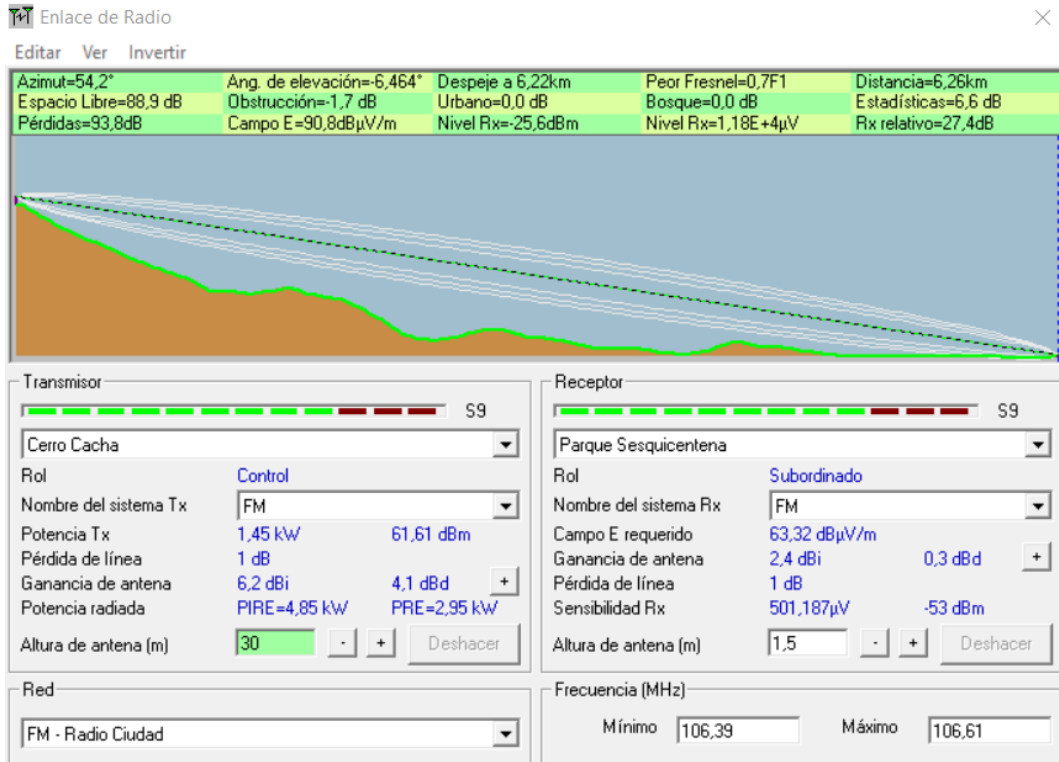 Enlace de Radio
Editar Ver Invertir
Azimut=54,2° Ang. de elevación=-6,464° Despeje a 6,22km Peor Fresnel=0,7F1 Distancia=6,26km
Espacio Libre=88,9 dB Obstrucción=-1,7 dB Urbano=0,0 dB Bosque=0,0 dB Estadísticas=6,6 dB
Pérdidas=93,8dB Campo E=90,8dBµV/m Nivel Rx=-25,6dBm Nivel Rx=1,18E+4µV Rx relativo=27,4dB
Transmisor
S9
Cerro Cacha
Rol Control
Nombre del sistema Tx FM
Potencia Tx 1,45 kW 61,61 dBm
Pérdida de línea 1 dB
Ganancia de antena 6,2 dBi 4,1 dBd +
Potencia radiada PIRE=4,85 kW PRE=2,95 kW
Altura de antena (m) 30 - + Deshacer
Receptor
S9
Parque Sesquicentena
Rol Subordinado
Nombre del sistema Rx FM
Campo E requerido 63,32 dBµV/m
Ganancia de antena 2,4 dBi 0,3 dBd +
Pérdida de línea 1 dB
Sensibilidad Rx 501,187µV -53 dBm
Altura de antena (m) 1,5 - + Deshacer
Red
FM - Radio Ciudad
Frecuencia (MHz)
Mínimo 106,39 Máximo 106,61